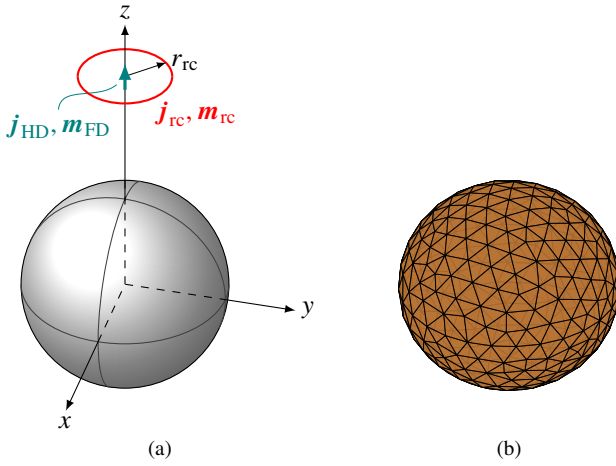 z
r_rc
j_rc, m_rc
j_HD, m_FD
y
x
(a)
(b)